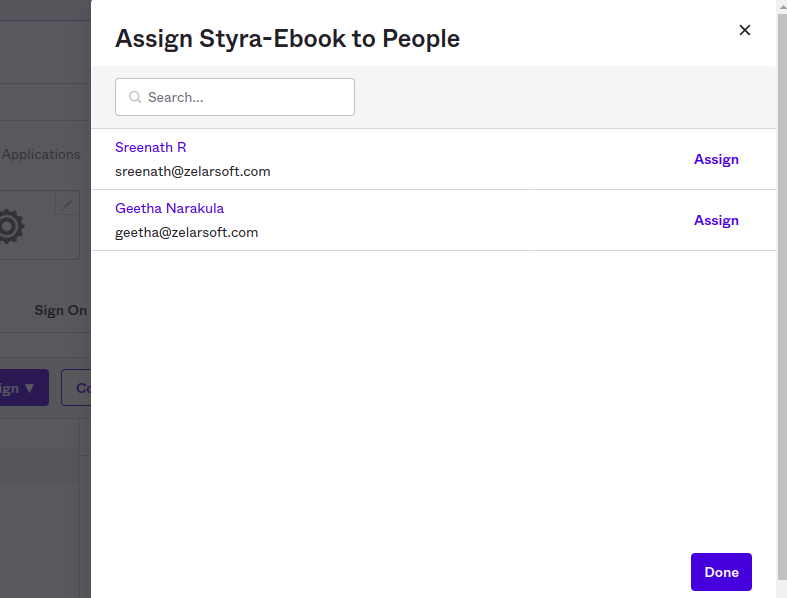 Assign Styra-Ebook to People
Search...
Sreenath R
sreenath@zelarsoft.com
Assign
Geetha Narakula
geetha@zelarsoft.com
Assign
Applications
Sign On
ign ▼
Co
Done